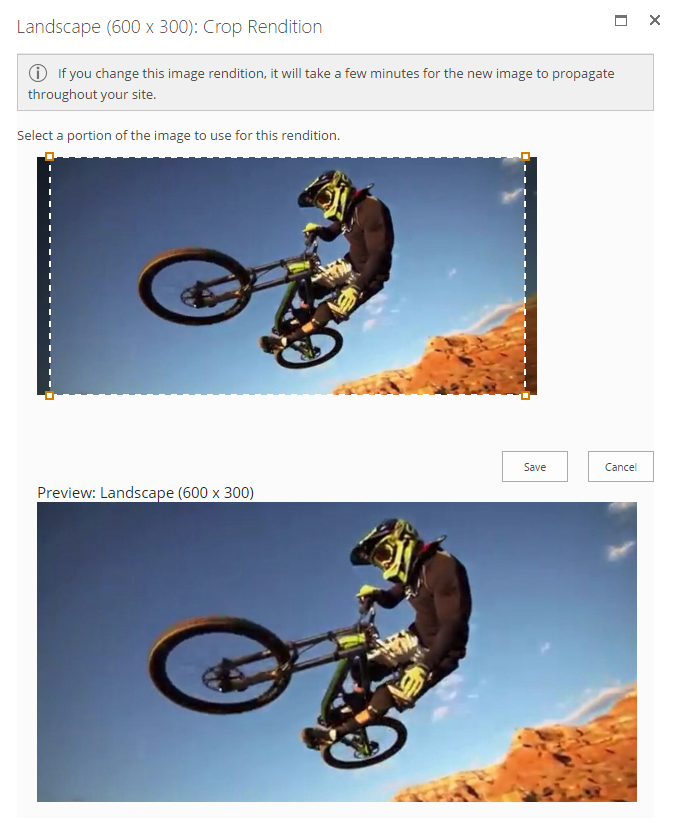 Landscape (600 x 300): Crop Rendition
If you change this image rendition, it will take a few minutes for the new image to propagate
throughout your site.
Select a portion of the image to use for this rendition.
Save Cancel
Preview: Landscape (600 x 300)